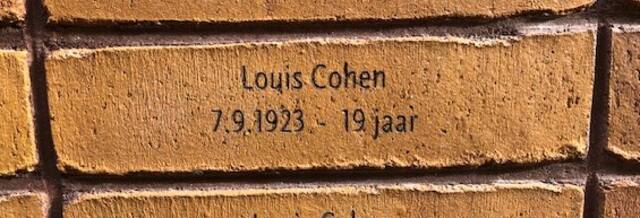 Louis Cohen
7.9.1923 - 19 jaar